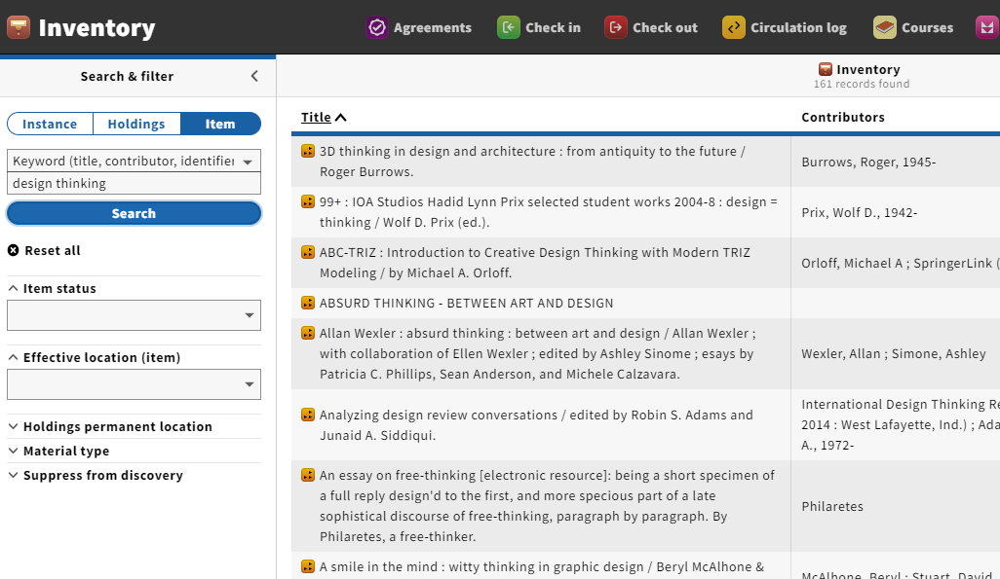 Inventory
Agreements
Check in
Check out
Circulation log
Courses
Search & filter
Inventory
161 records found
Instance
Holdings
Item
Keyword (title, contributor, identifier
design thinking
Search
Reset all
Item status
Effective location (item)
Holdings permanent location
Material type
Suppress from discovery
Title
Contributors
3D thinking in design and architecture : from antiquity to the future /
Roger Burrows.
Burrows, Roger, 1945-
99+ : IOA Studios Hadid Lynn Prix selected student works 2004-8 : design =
thinking / Wolf D. Prix (ed.).
Prix, Wolf D., 1942-
ABC-TRIZ : Introduction to Creative Design Thinking with Modern TRIZ
Modeling / by Michael A. Orloff.
Orloff, Michael A ; SpringerLink (
ABSURD THINKING - BETWEEN ART AND DESIGN
Allan Wexler : absurd thinking : between art and design / Allan Wexler ;
with collaboration of Ellen Wexler ; edited by Ashley Sinome ; esays by
Patricia C. Phillips, Sean Anderson, and Michele Calzavara.
Wexler, Allan ; Simone, Ashley
Analyzing design review conversations / edited by Robin S. Adams and
Junaid A. Siddiqui.
International Design Thinking Re
2014 : West Lafayette, Ind.) ; Ada
A., 1972-
An essay on free-thinking [electronic resource]: being a short specimen of
a full reply design'd to the first, and more specious part of a late
sophistical discourse of free-thinking, paragraph by paragraph. By
Philaretes, a free-thinker.
Philaretes
A smile in the mind : witty thinking in graphic design / Beryl McAlhone &
McAlhone, Beryl ; Stuart, David